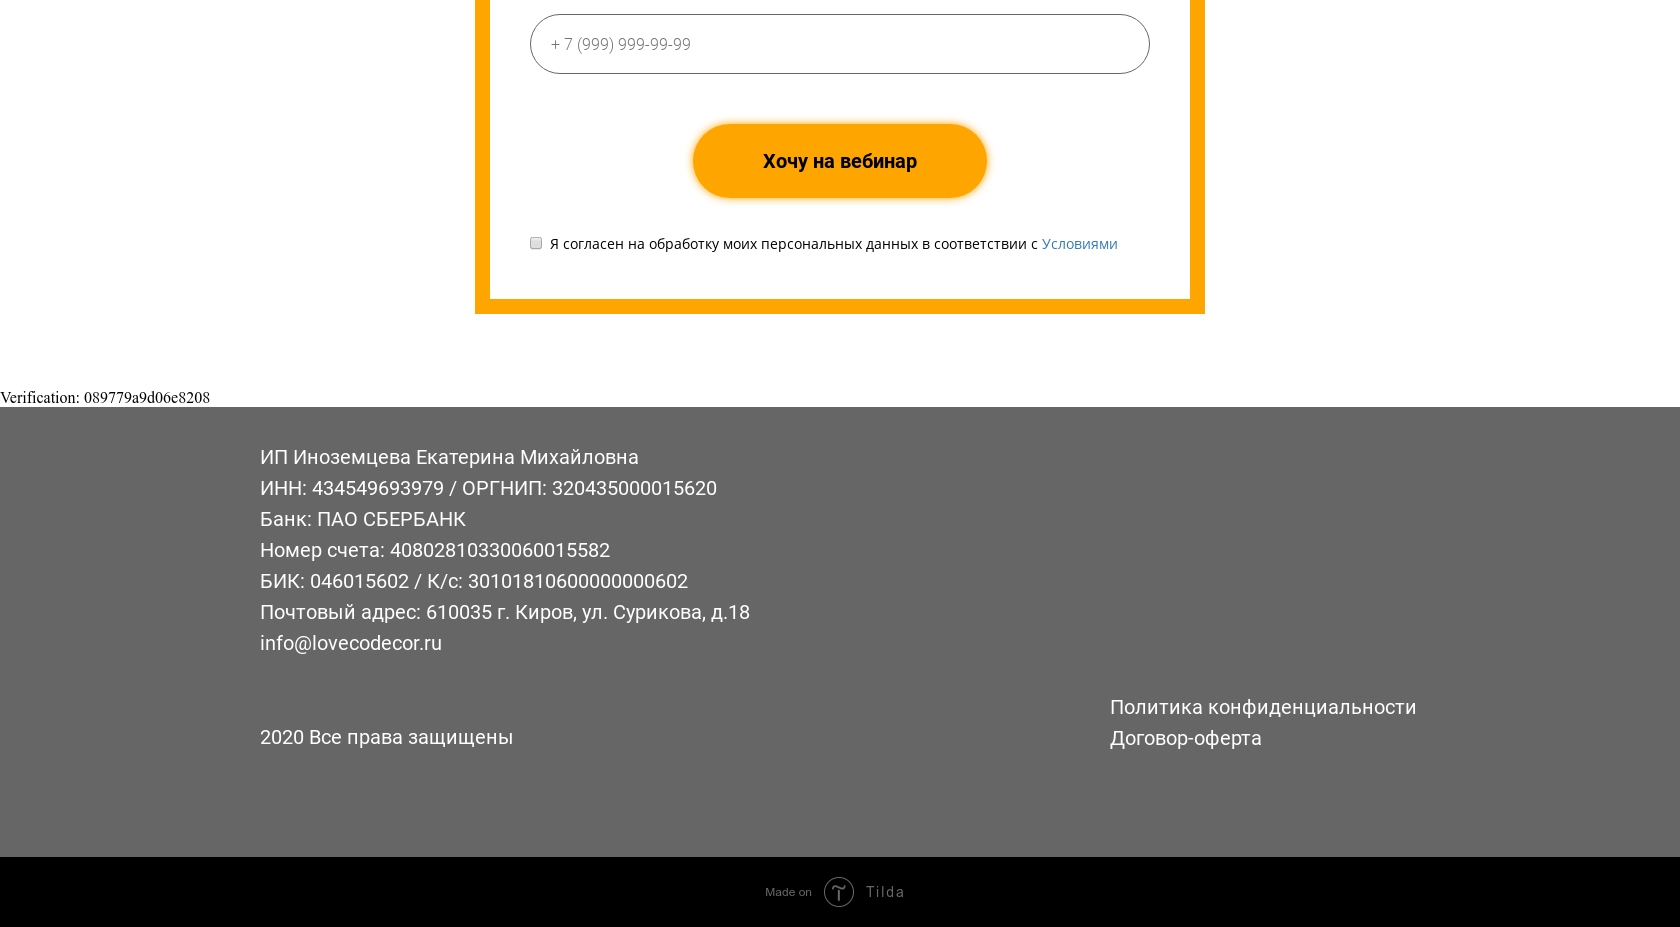 + 7 (999) 999-99-99
Хочу на вебинар
Я согласен на обработку моих персональных данных в соответствии с Условиями
Verification: 089779a9d06e8208
ИП Иноземцева Екатерина Михайловна
ИНН: 434549693979 / ОРГНИП: 320435000015620
Банк: ПАО СБЕРБАНК
Номер счета: 40802810330060015582
БИК: 046015602 / К/с: 30101810600000000602
Почтовый адрес: 610035 г. Киров, ул. Сурикова, д.18
info@lovecodecor.ru
Политика конфиденциальности
2020 Все права защищены
Договор-оферта
Made on Tilda